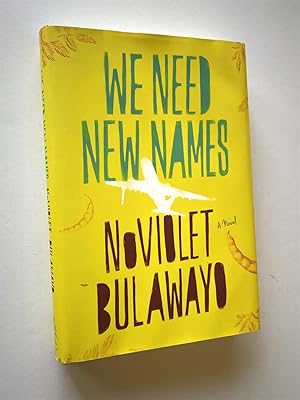 WE NEED
NEW NAMES
NOVIOLET
A Novel
BULAWAYO